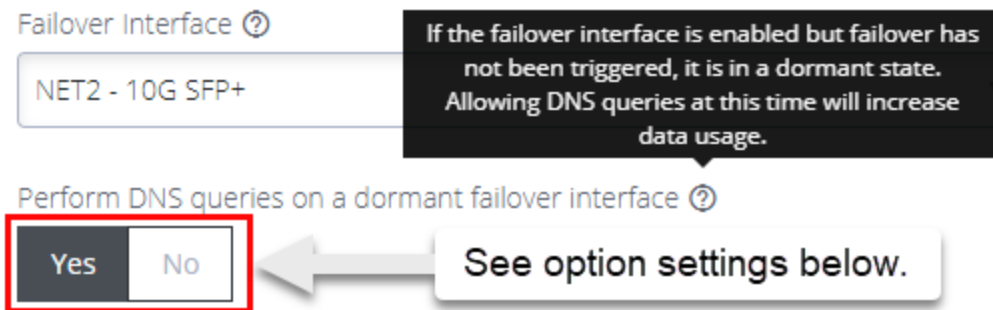 Failover Interface
If the failover interface is enabled but failover has
not been triggered, it is in a dormant state.
Allowing DNS queries at this time will increase
data usage.
NET2 - 10G SFP+
Perform DNS queries on a dormant failover interface
Yes
No
See option settings below.